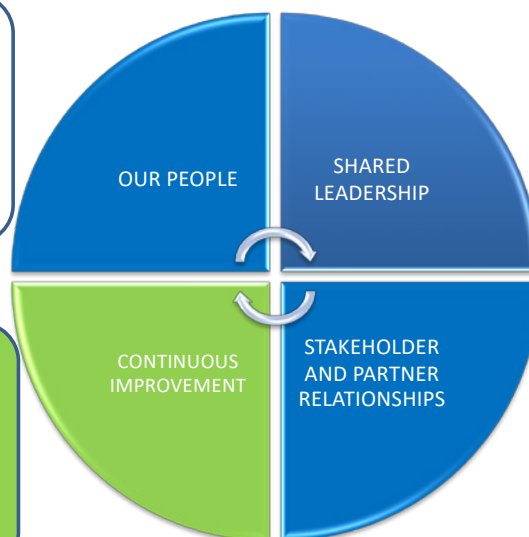 OUR PEOPLE
SHARED
LEADERSHIP
CONTINUOUS
IMPROVEMENT
STAKEHOLDER
AND PARTNER
RELATIONSHIPS